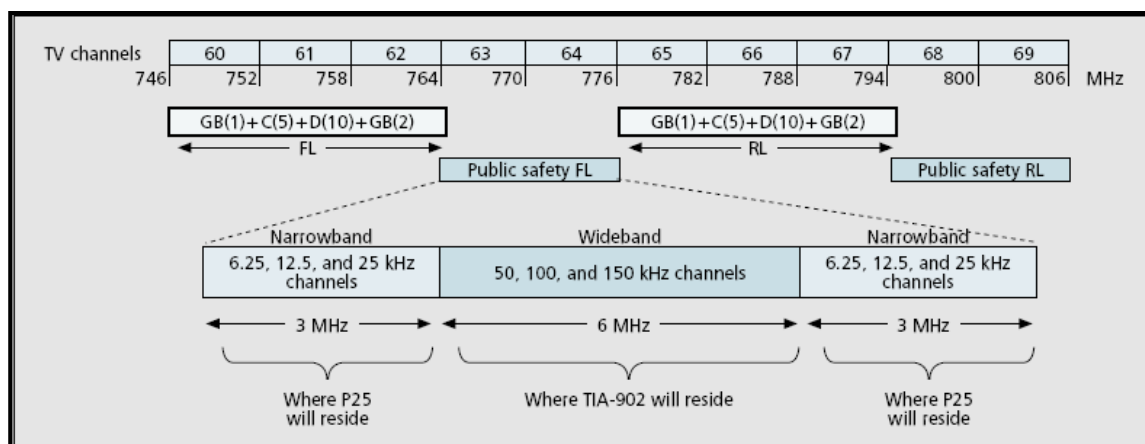 TV channels 60 61 62 63 64 65 66 67 68 69
746 752 758 764 770 776 782 788 794 800 806 MHz
GB(1)+C(5)+D(10)+GB(2) GB(1)+C(5)+D(10)+GB(2)
FL RL
Public safety FL Public safety RL
Narrowband Wideband Narrowband
6.25, 12.5, and 25 kHz 50, 100, and 150 kHz channels 6.25, 12.5, and 25 kHz
channels channels
3 MHz 6 MHz 3 MHz
Where P25 Where TIA-902 will reside Where P25
will reside will reside